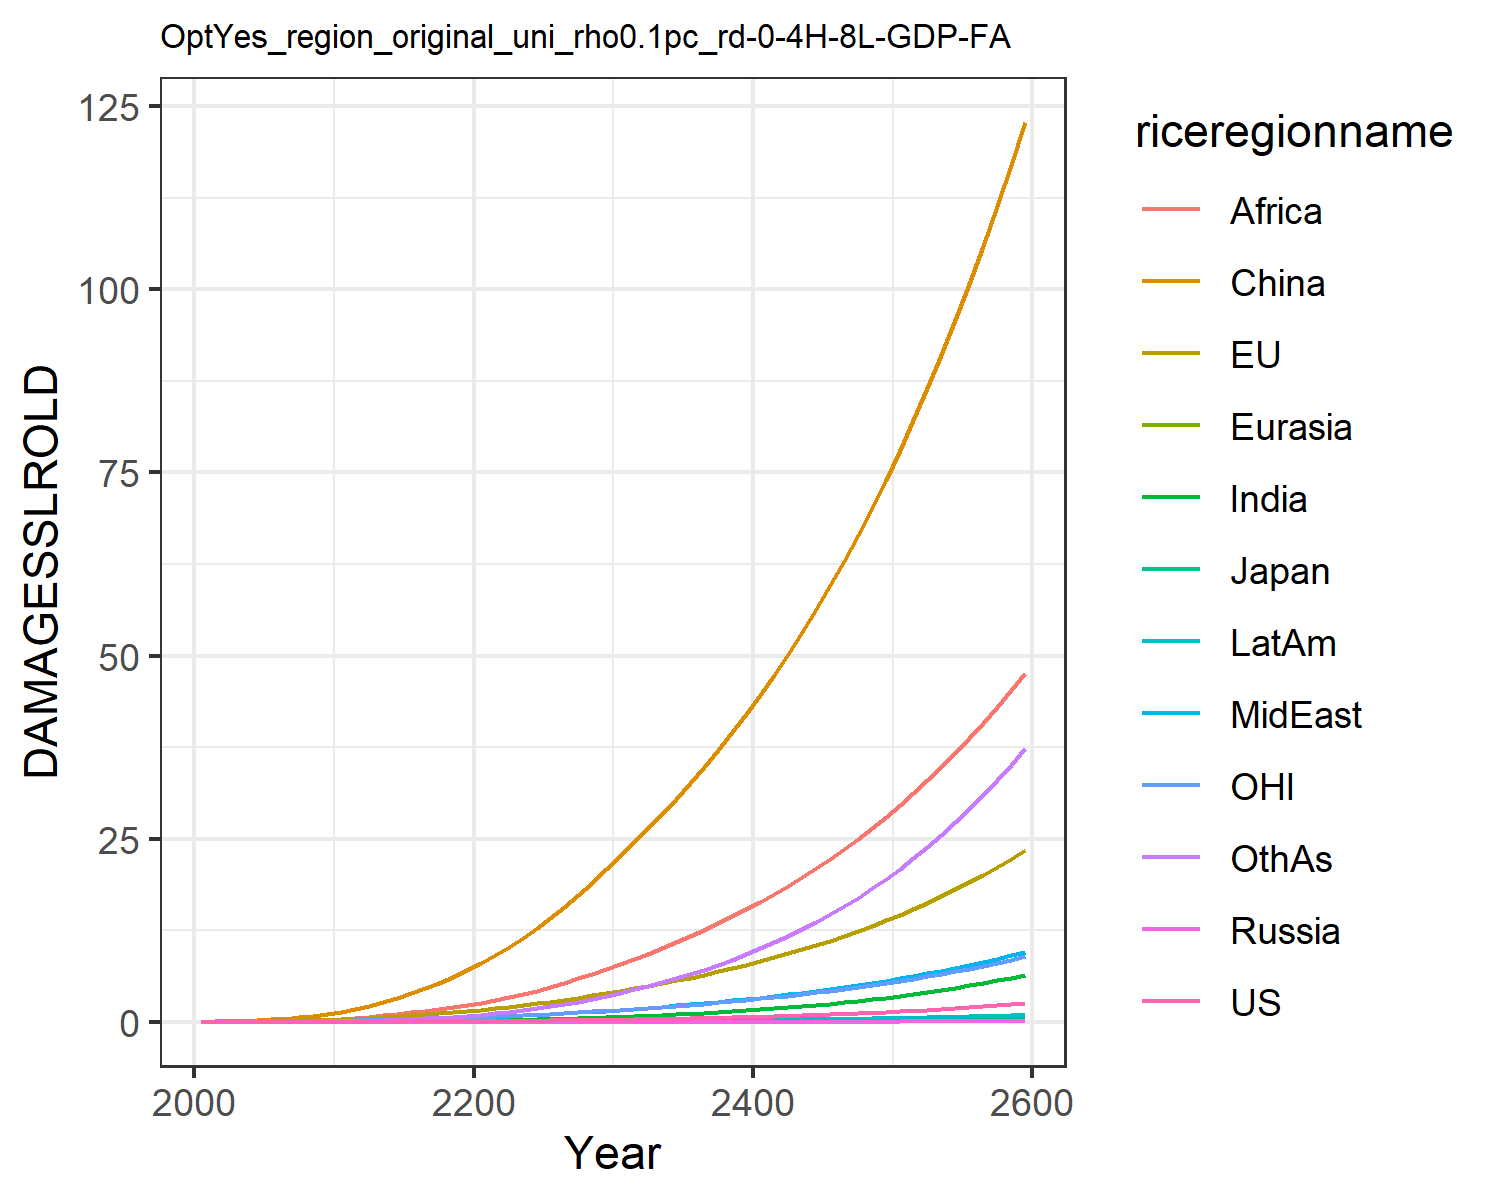 OptYes_region_original_uni_rho0.1pc_rd-0-4H-8L-GDP-FA
125
100
75
50
25
0
DAMAGESSLROLD
2000 2200 2400 2600
Year
riceregionname
Africa
China
EU
Eurasia
India
Japan
LatAm
MidEast
OHI
OthAs
Russia
US